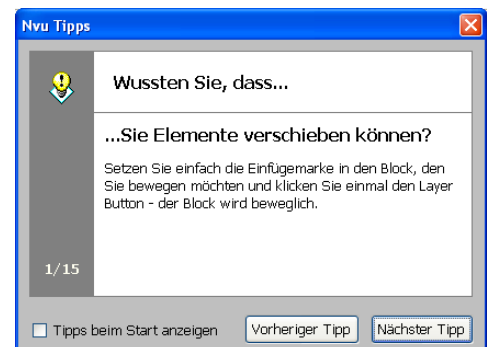 Nvu Tipps
Wussten Sie, dass...
...Sie Elemente verschieben können?
Setzen Sie einfach die Einfügemarke in den Block, den
Sie bewegen möchten und klicken Sie einmal den Layer
Button - der Block wird beweglich.
1/15
Tipps beim Start anzeigen
Vorheriger Tipp
Nächster Tipp